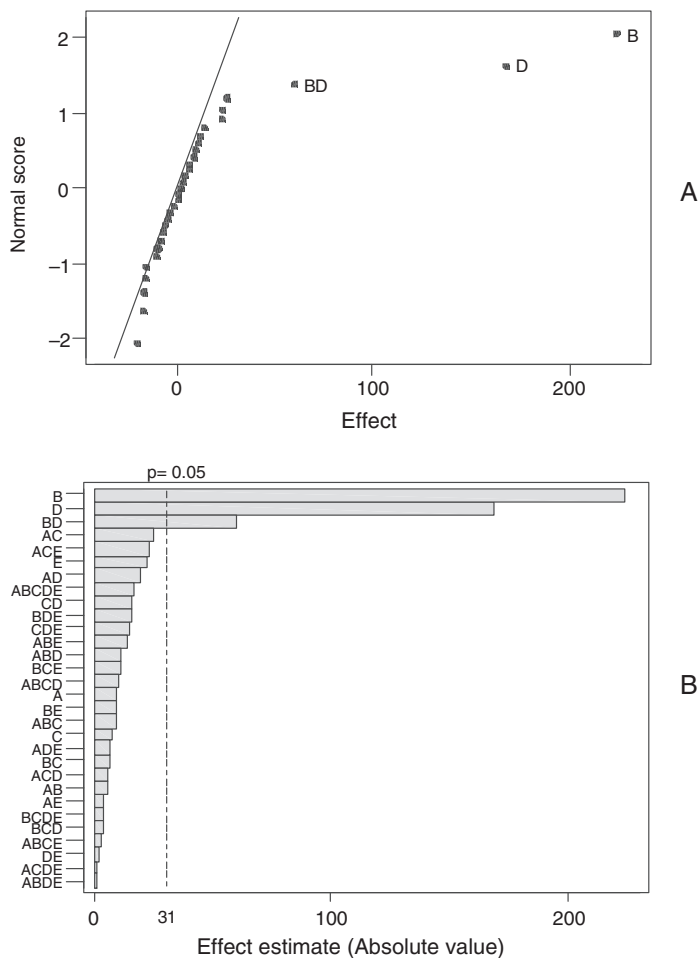 2
1
0
−1
−2
Normal score
B
D
BD
A
0
100
200
Effect
p= 0.05
B
D
BD
AC
ACE
E
AD
ABCDE
CD
BDE
CDE
ABE
ABD
BCE
ABCD
A
BE
ABC
C
ADE
BC
ACD
AB
AE
BCDE
BCD
ABCE
DE
ACDE
ABDE
B
0
31
100
200
Effect estimate (Absolute value)